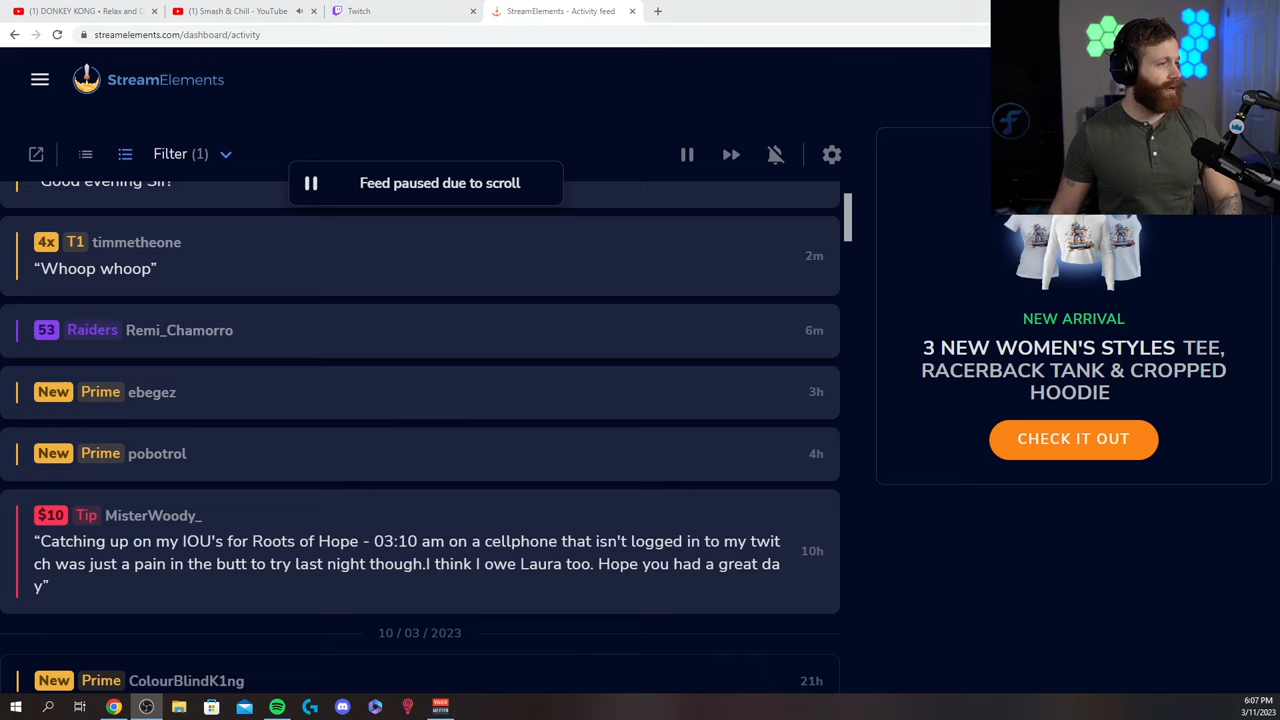 (1) DONKEY KONG • Relax and C
(1) Smash & Chill - YouTube
Twitch
StreamElements - Activity feed
streamelements.com/dashboard/activity
StreamElements
Filter (1)
Feed paused due to scroll
"Good evening Sir!"
4x T1 timmetheone
2m
“Whoop whoop”
53 Raiders Remi_Chamorro
6m
New Prime ebegez
3h
New Prime pobotrol
4h
$10 Tip MisterWoody_
“Catching up on my IOU's for Roots of Hope - 03:10 am on a cellphone that isn't logged in to my twit
ch was just a pain in the butt to try last night though.I think I owe Laura too. Hope you had a great da
y”
10h
10 / 03 / 2023
New Prime ColourBlindK1ng
21h
NEW ARRIVAL
3 NEW WOMEN'S STYLES TEE,
RACERBACK TANK & CROPPED
HOODIE
CHECK IT OUT
6:07 PM
3/11/2023